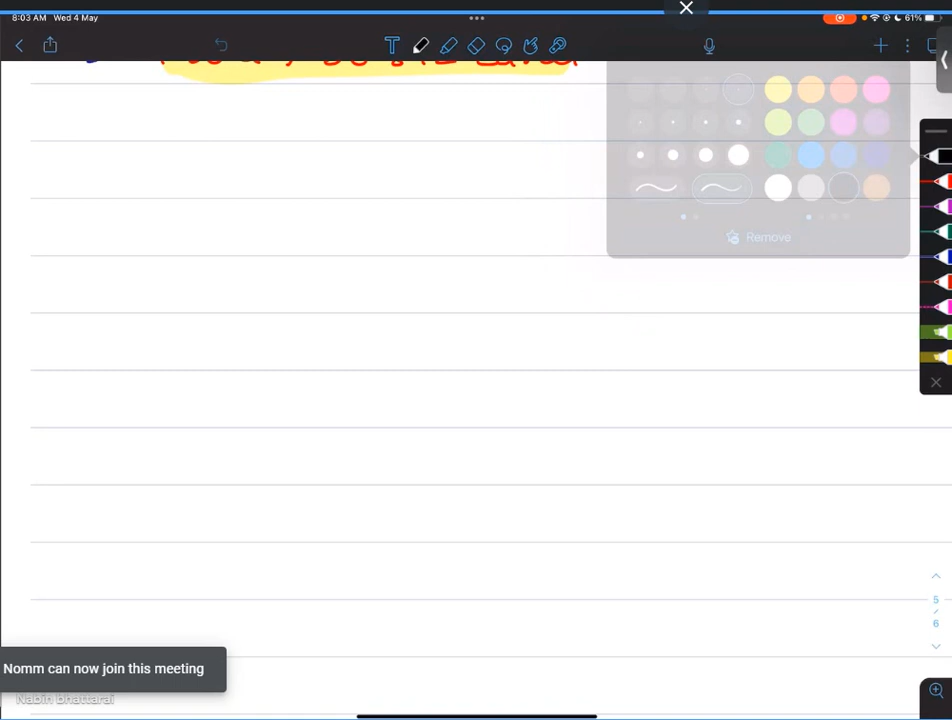 8:03 AM Wed 4 May
61%
T
Remove
5
6
Nomm can now join this meeting
Nabin bhattarai